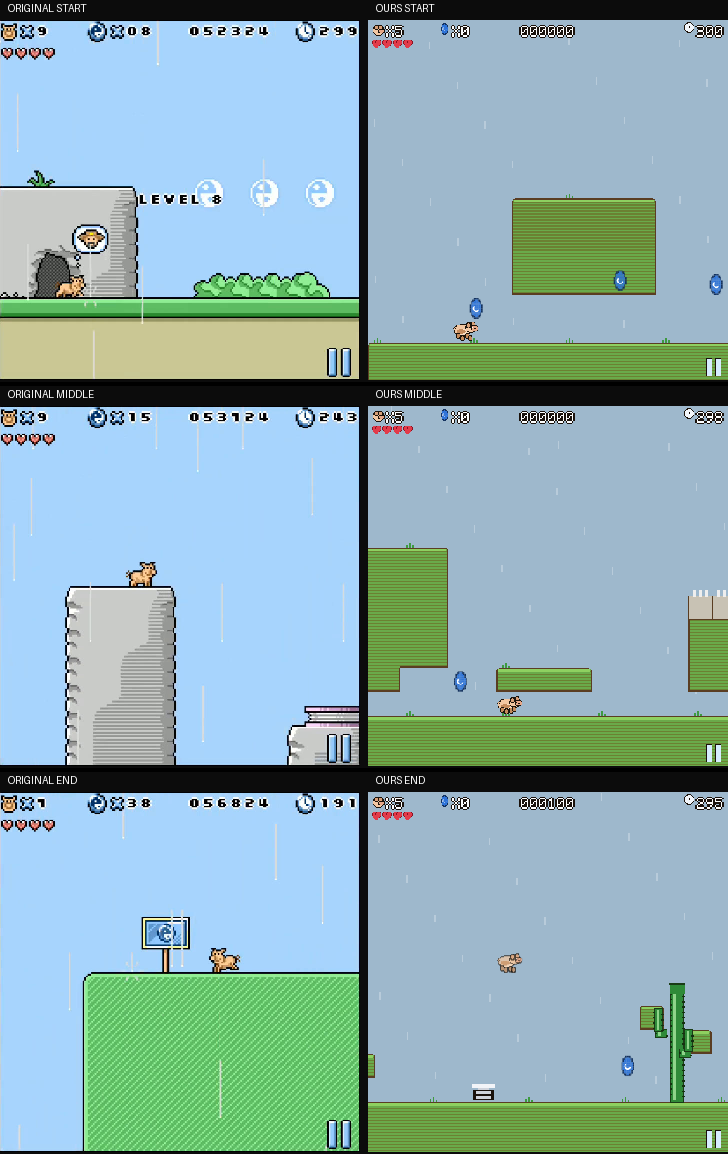 ORIGINAL START
9 08 052324 299
LEVEL 8
OURS START
×5 ×0 000000 300
ORIGINAL MIDDLE
9 15 053124 243
OURS MIDDLE
×5 ×0 000000 298
ORIGINAL END
1 38 056824 191
OURS END
×5 ×0 000100 295